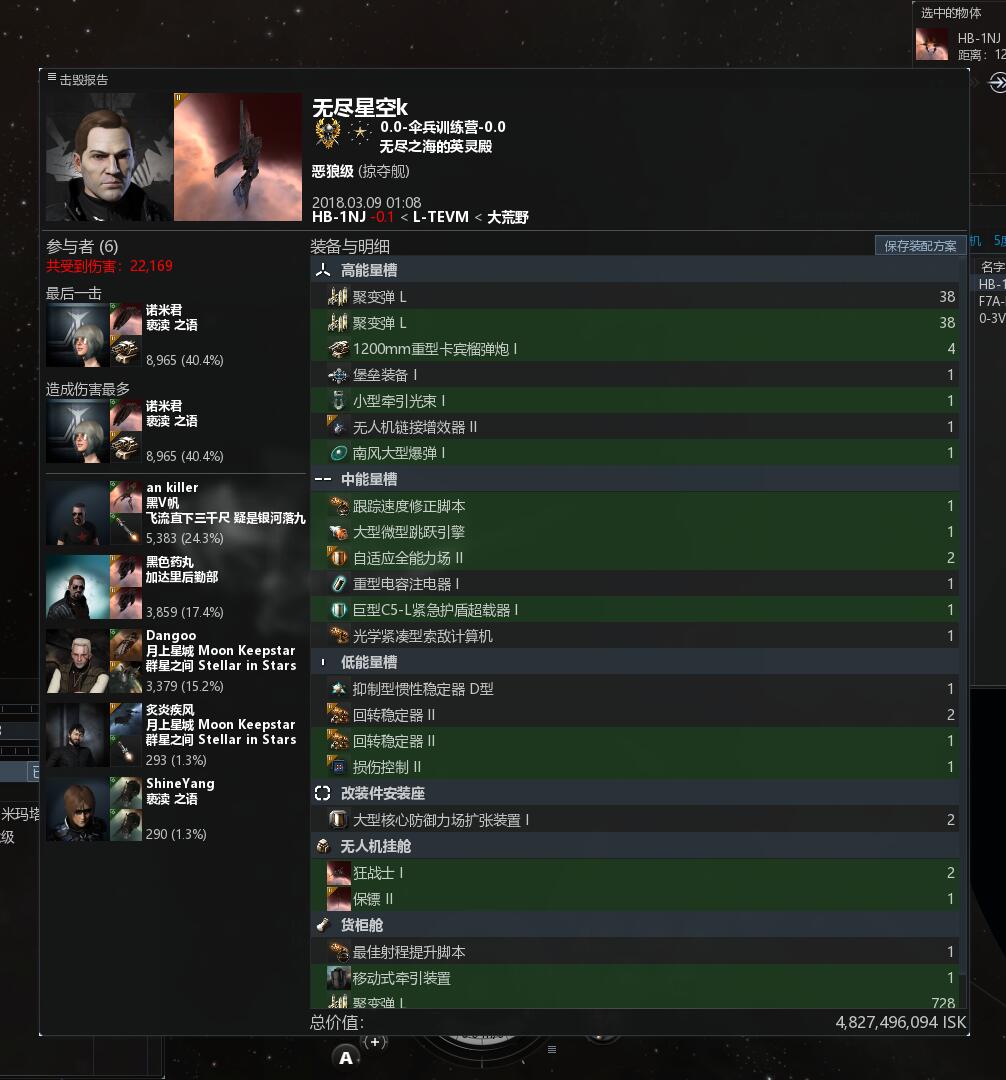 选中的物体
HB-1NJ
距离：12
击毁报告
无尽星空k
0.0-伞兵训练营-0.0
无尽之海的英灵殿
恶狼级 (掠夺舰)
2018.03.09 01:08
HB-1NJ -0.1 < L-TEVM < 大荒野
参与者 (6)
共受到伤害：22,169
最后一击
诺米君
亵渎 之语
8,965 (40.4%)
造成伤害最多
诺米君
亵渎 之语
8,965 (40.4%)
an killer
黑V帆
飞流直下三千尺 疑是银河落九
5,383 (24.3%)
黑色药丸
加达里后勤部
3,859 (17.4%)
Dangoo
月上星城 Moon Keepstar
群星之间 Stellar in Stars
3,379 (15.2%)
炙炎疾风
月上星城 Moon Keepstar
群星之间 Stellar in Stars
293 (1.3%)
ShineYang
亵渎 之语
290 (1.3%)
装备与明细
保存装配方案
高能量槽
聚变弹 L 38
聚变弹 L 38
1200mm重型卡宾榴弹炮 I 4
堡垒装备 I 1
小型牵引光束 I 1
无人机链接增效器 II 1
南风大型爆弹 I 1
中能量槽
跟踪速度修正脚本 1
大型微型跳跃引擎 1
自适应全能力场 II 2
重型电容注电器 I 1
巨型C5-L紧急护盾超载器 I 1
光学紧凑型索敌计算机 1
低能量槽
抑制型惯性稳定器 D型 1
回转稳定器 II 2
回转稳定器 II 1
损伤控制 II 1
改装件安装座
大型核心防御力场扩张装置 I 2
无人机挂舱
狂战士 I 2
保镖 II 1
货柜舱
最佳射程提升脚本 1
移动式牵引装置 1
聚变弹 L 728
总价值：
4,827,496,094 ISK
机 5度
名字
HB-1
F7A-
0-3V
米玛塔
级
A
(+)